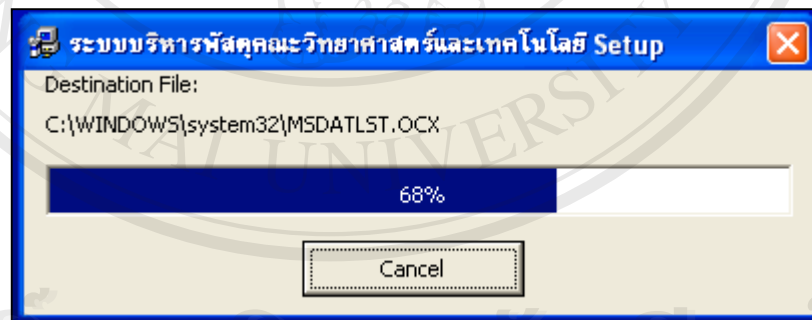 ระบบบริหารพัสดุคณะวิทยาศาสตร์และเทคโนโลยี Setup
Destination File:
C:\WINDOWS\system32\MSDATLST.OCX
68%
Cancel
MAI UNIVERSITY